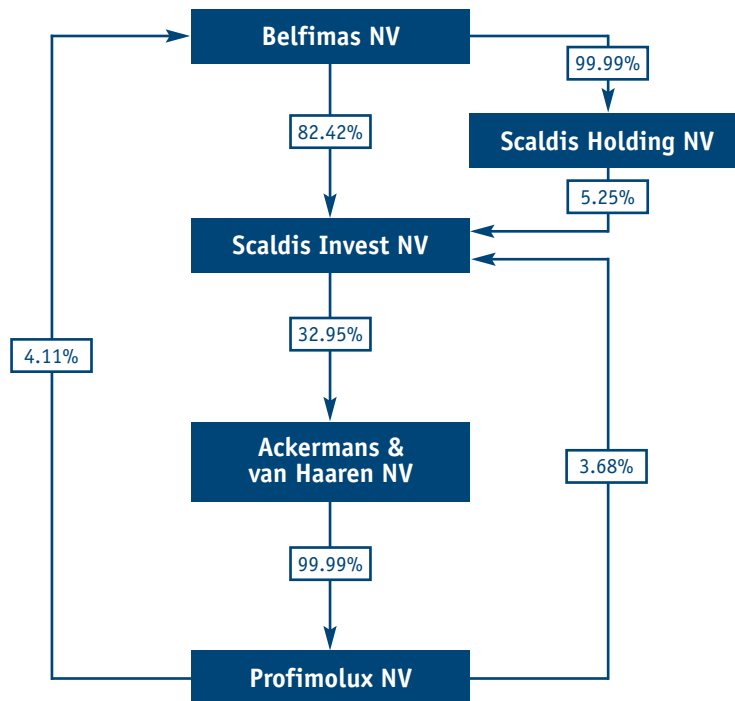 Belfimas NV
99.99%
82.42%
Scaldis Holding NV
5.25%
Scaldis Invest NV
32.95%
4.11%
Ackermans &
van Haaren NV
3.68%
99.99%
Profimolux NV